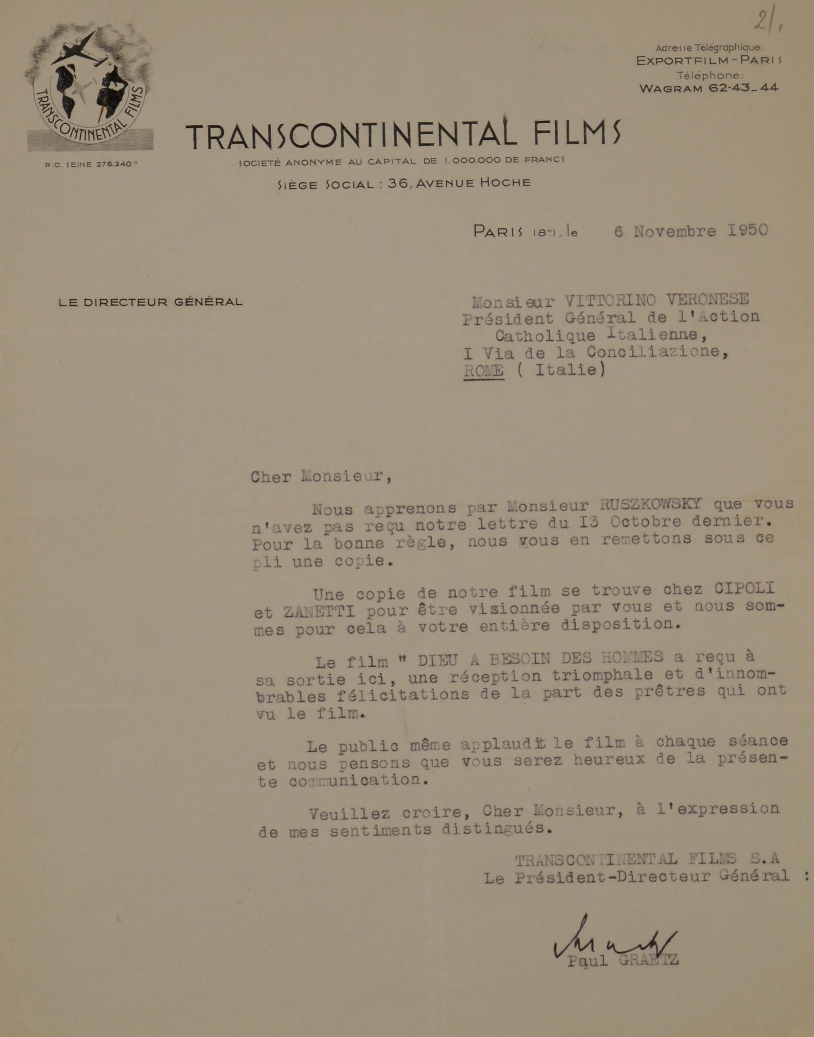 2/1
TRANSCONTINENTAL FILMS
R.C. SEINE 276.240
Adresse Télégraphique:
EXPORTFILM-PARIS
Téléphone:
WAGRAM 62-43_44
TRANSCONTINENTAL FILMS
SOCIÉTÉ ANONYME AU CAPITAL DE 1.000.000 DE FRANCS
SIÈGE SOCIAL : 36, AVENUE HOCHE
PARIS (8e), le 6 Novembre I950
LE DIRECTEUR GÉNÉRAL
Monsieur VITTORINO VERONESE
Président Général de l'Action
Catholique Italienne,
I Via de la Conciliazione,
ROME ( Italie)
Cher Monsieur,
Nous apprenons par Monsieur RUSZKOWSKY que vous
n'avez pas reçu notre lettre du I3 Octobre dernier.
Pour la bonne règle, nous vous en remettons sous ce
pli une copie.
Une copie de notre film se trouve chez CIPOLI
et ZANETTI pour être visionnée par vous et nous som-
mes pour cela à votre entière disposition.
Le film " DIEU A BESOIN DES HOMMES a reçu à
sa sortie ici, une réception triomphale et d'innom-
brables félicitations de la part des prêtres qui ont
vu le film.
Le public même applaudit le film à chaque séance
et nous pensons que vous serez heureux de la présen-
te communication.
Veuillez croire, Cher Monsieur, à l'expression
de mes sentiments distingués.
TRANSCONTINENTAL FILMS S.A
Le Président-Directeur Général :
Paul GRAETZ